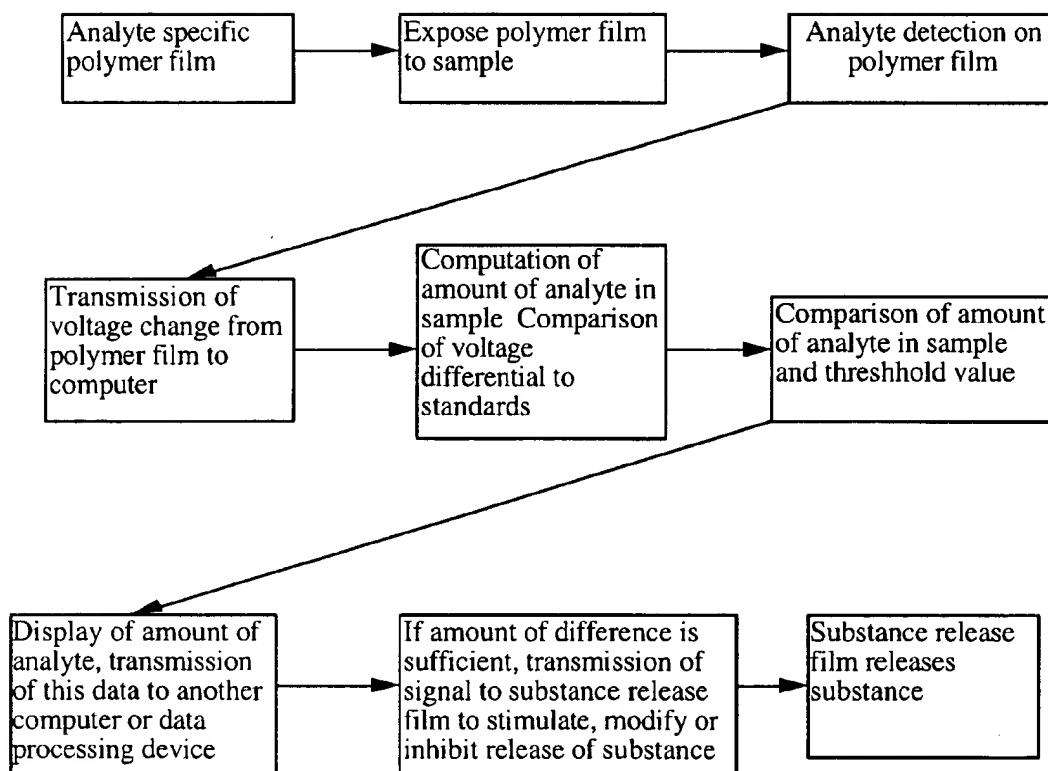 Analyte specific
polymer film
Expose polymer film
to sample
Analyte detection on
polymer film
Transmission of
voltage change from
polymer film to
computer
Computation of
amount of analyte in
sample Comparison
of voltage
differential to
standards
Comparison of amount
of analyte in sample
and threshhold value
Display of amount of
analyte, transmission
of this data to another
computer or data
processing device
If amount of difference is
sufficient, transmission of
signal to substance release
film to stimulate, modify or
inhibit release of substance
Substance release
film releases
substance